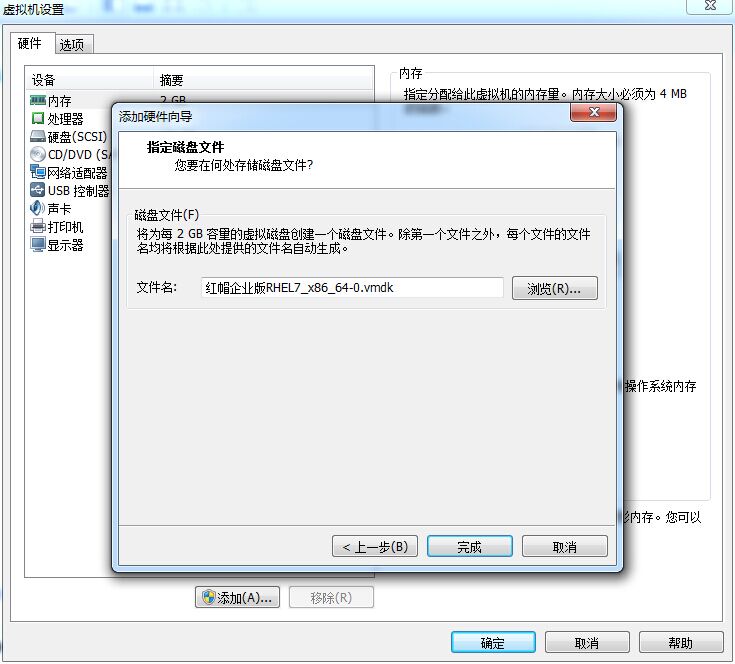 虚拟机设置
硬件 选项
设备 摘要
内存 2 GB
处理器
硬盘(SCSI)
CD/DVD (SA
网络适配器
USB 控制器
声卡
打印机
显示器
内存
指定分配给此虚拟机的内存量。内存大小必须为 4 MB
添加硬件向导
指定磁盘文件
您要在何处存储磁盘文件?
磁盘文件(F)
将为每 2 GB 容量的虚拟磁盘创建一个磁盘文件。除第一个文件之外，每个文件的文件
名均将根据此处提供的文件名自动生成。
文件名: 红帽企业版RHEL7_x86_64-0.vmdk 浏览(R)...
操作系统内存
内存。您可以
< 上一步(B) 完成 取消
添加(A)... 移除(R)
确定 取消 帮助